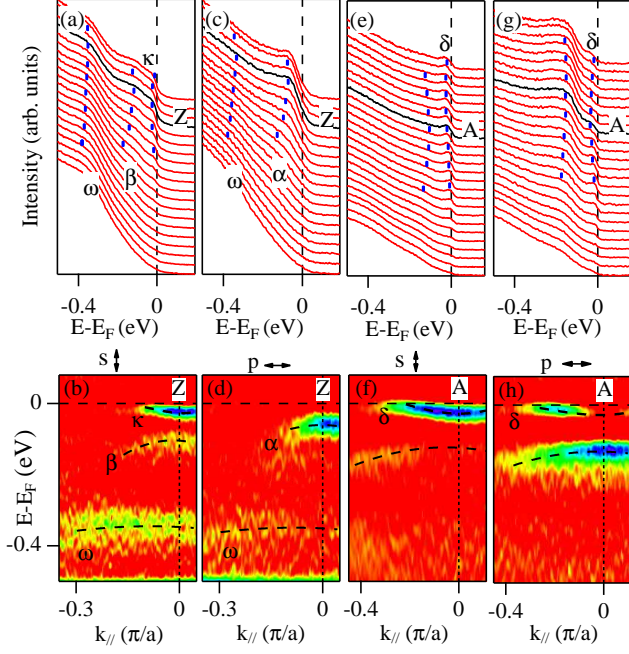 (a) (c) (e) (g)
κ δ δ
Z Z A A
ω β ω α
Intensity (arb. units)
-0.4 0 -0.4 0 -0.4 0 -0.4 0
E-E_F (eV) E-E_F (eV) E-E_F (eV) E-E_F (eV)
s p s p
(b) Z (d) Z (f) A (h) A
0
κ δ δ
β α
ω ω
-0.4
E-E_F (eV)
-0.3 0 -0.3 0 -0.4 0 -0.4 0
k_// (π/a) k_// (π/a) k_// (π/a) k_// (π/a)